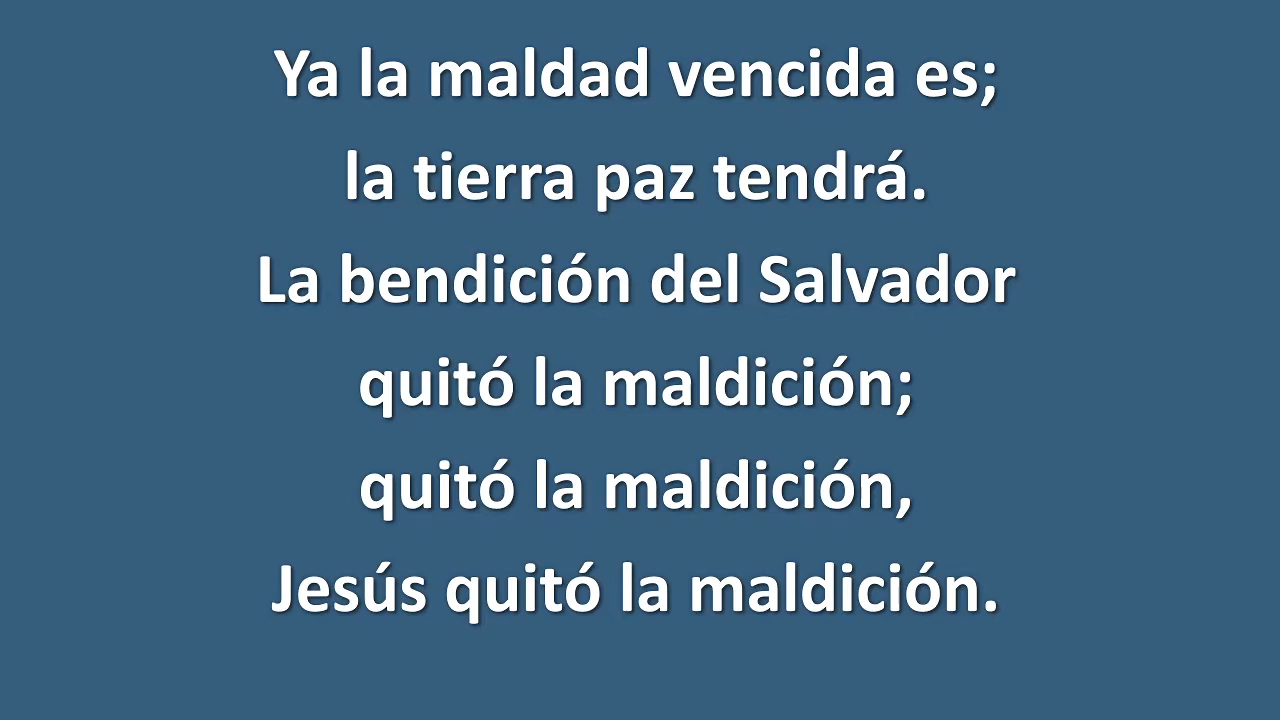 Ya la maldad vencida es;
la tierra paz tendrá.
La bendición del Salvador
quitó la maldición;
quitó la maldición,
Jesús quitó la maldición.